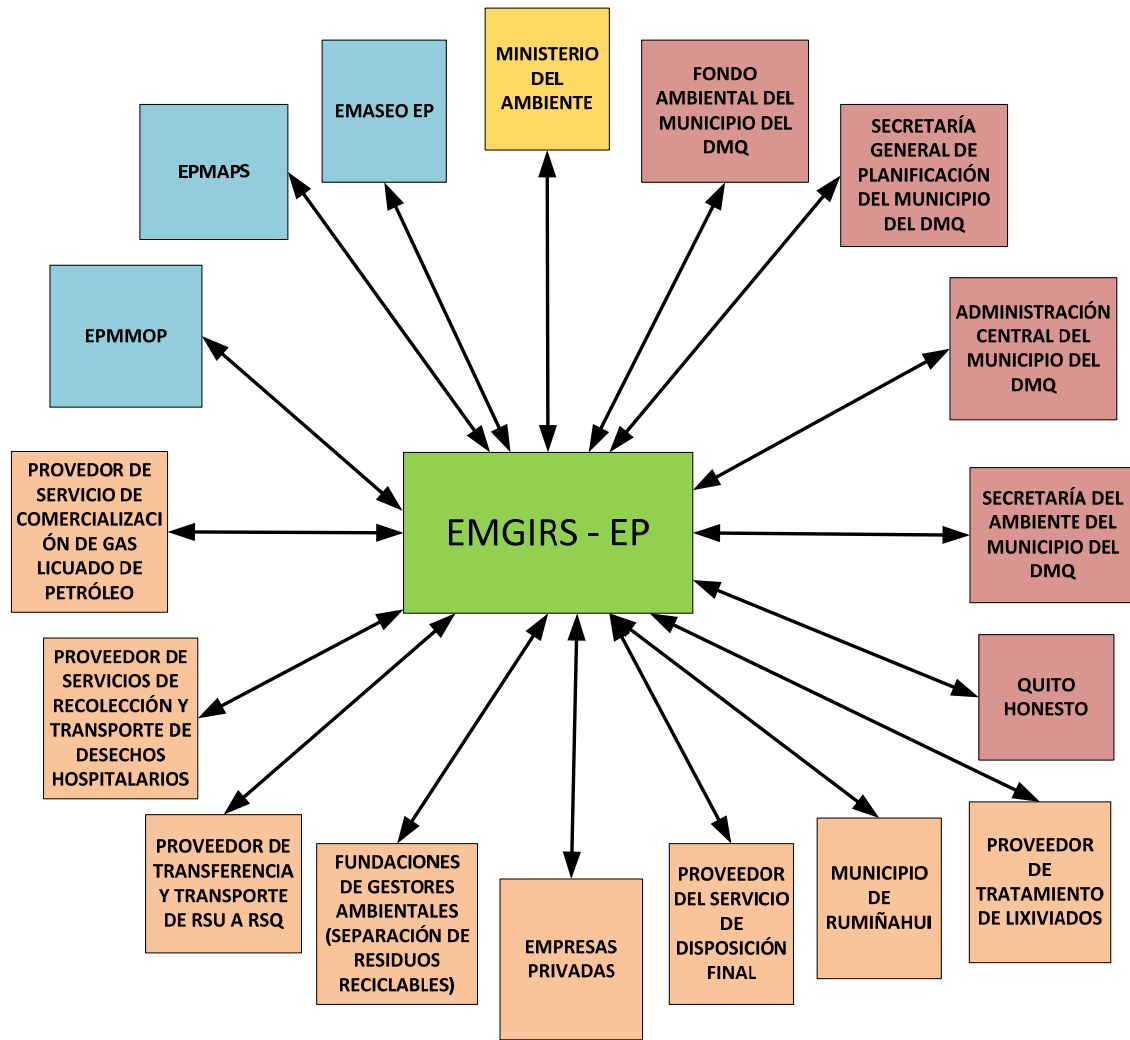 MINISTERIO
DEL
AMBIENTE
EMASEO EP
FONDO
AMBIENTAL DEL
MUNICIPIO DEL
DMQ
EPMAPS
SECRETARÍA
GENERAL DE
PLANIFICACIÓN
DEL MUNICIPIO
DEL DMQ
EPMMOP
ADMINISTRACIÓN
CENTRAL DEL
MUNICIPIO DEL
DMQ
PROVEDOR DE
SERVICIO DE
COMERCIALIZACI
ÓN DE GAS
LICUADO DE
PETRÓLEO
EMGIRS - EP
SECRETARÍA DEL
AMBIENTE DEL
MUNICIPIO DEL
DMQ
PROVEEDOR DE
SERVICIOS DE
RECOLECCIÓN Y
TRANSPORTE DE
DESECHOS
HOSPITALARIOS
QUITO
HONESTO
PROVEEDOR DE
TRANSFERENCIA
Y TRANSPORTE
DE RSU A RSQ
FUNDACIONES
DE GESTORES
AMBIENTALES
(SEPARACIÓN DE
RESIDUOS
RECICLABLES)
EMPRESAS
PRIVADAS
PROVEEDOR
DEL SERVICIO
DE
DISPOSICIÓN
FINAL
MUNICIPIO
DE
RUMIÑAHUI
PROVEEDOR
DE
TRATAMIENTO
DE LIXIVIADOS